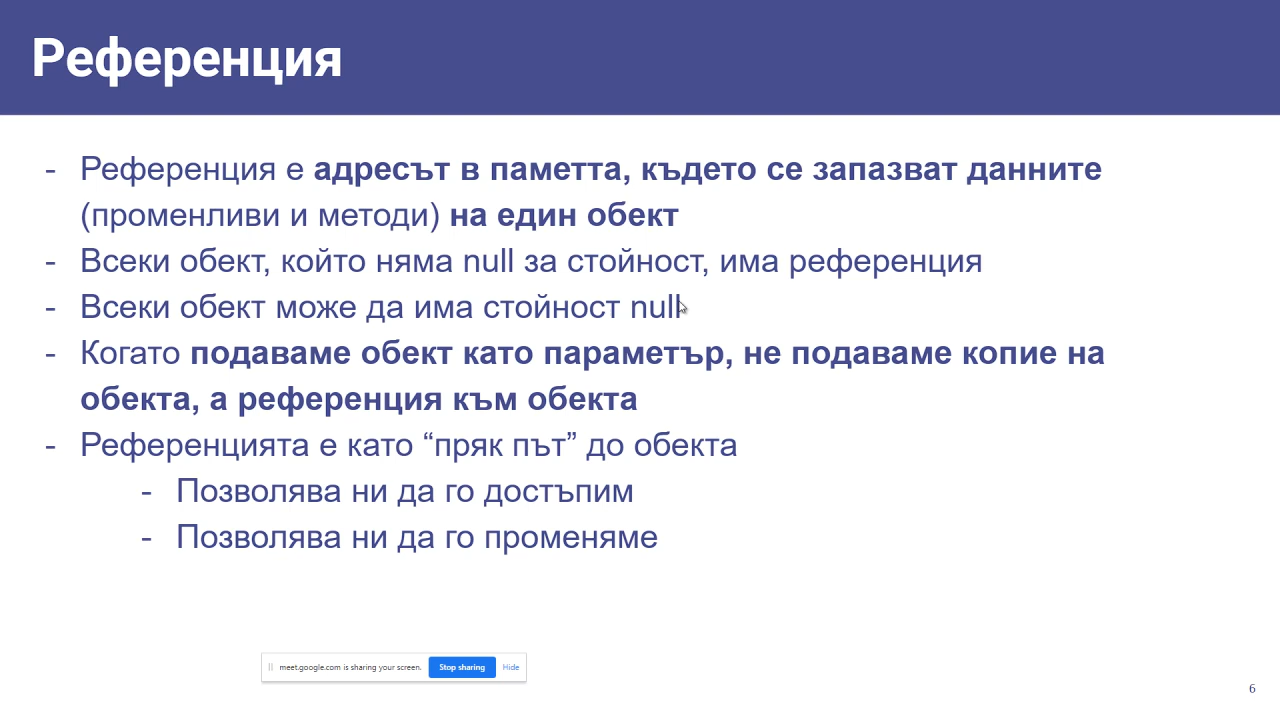 Референция
- Референция е адресът в паметта, където се запазват данните
(променливи и методи) на един обект
- Всеки обект, който няма null за стойност, има референция
- Всеки обект може да има стойност null
- Когато подаваме обект като параметър, не подаваме копие на
обекта, а референция към обекта
- Референцията е като “пряк път” до обекта
- Позволява ни да го достъпим
- Позволява ни да го променяме
meet.google.com is sharing your screen. Stop sharing Hide
6